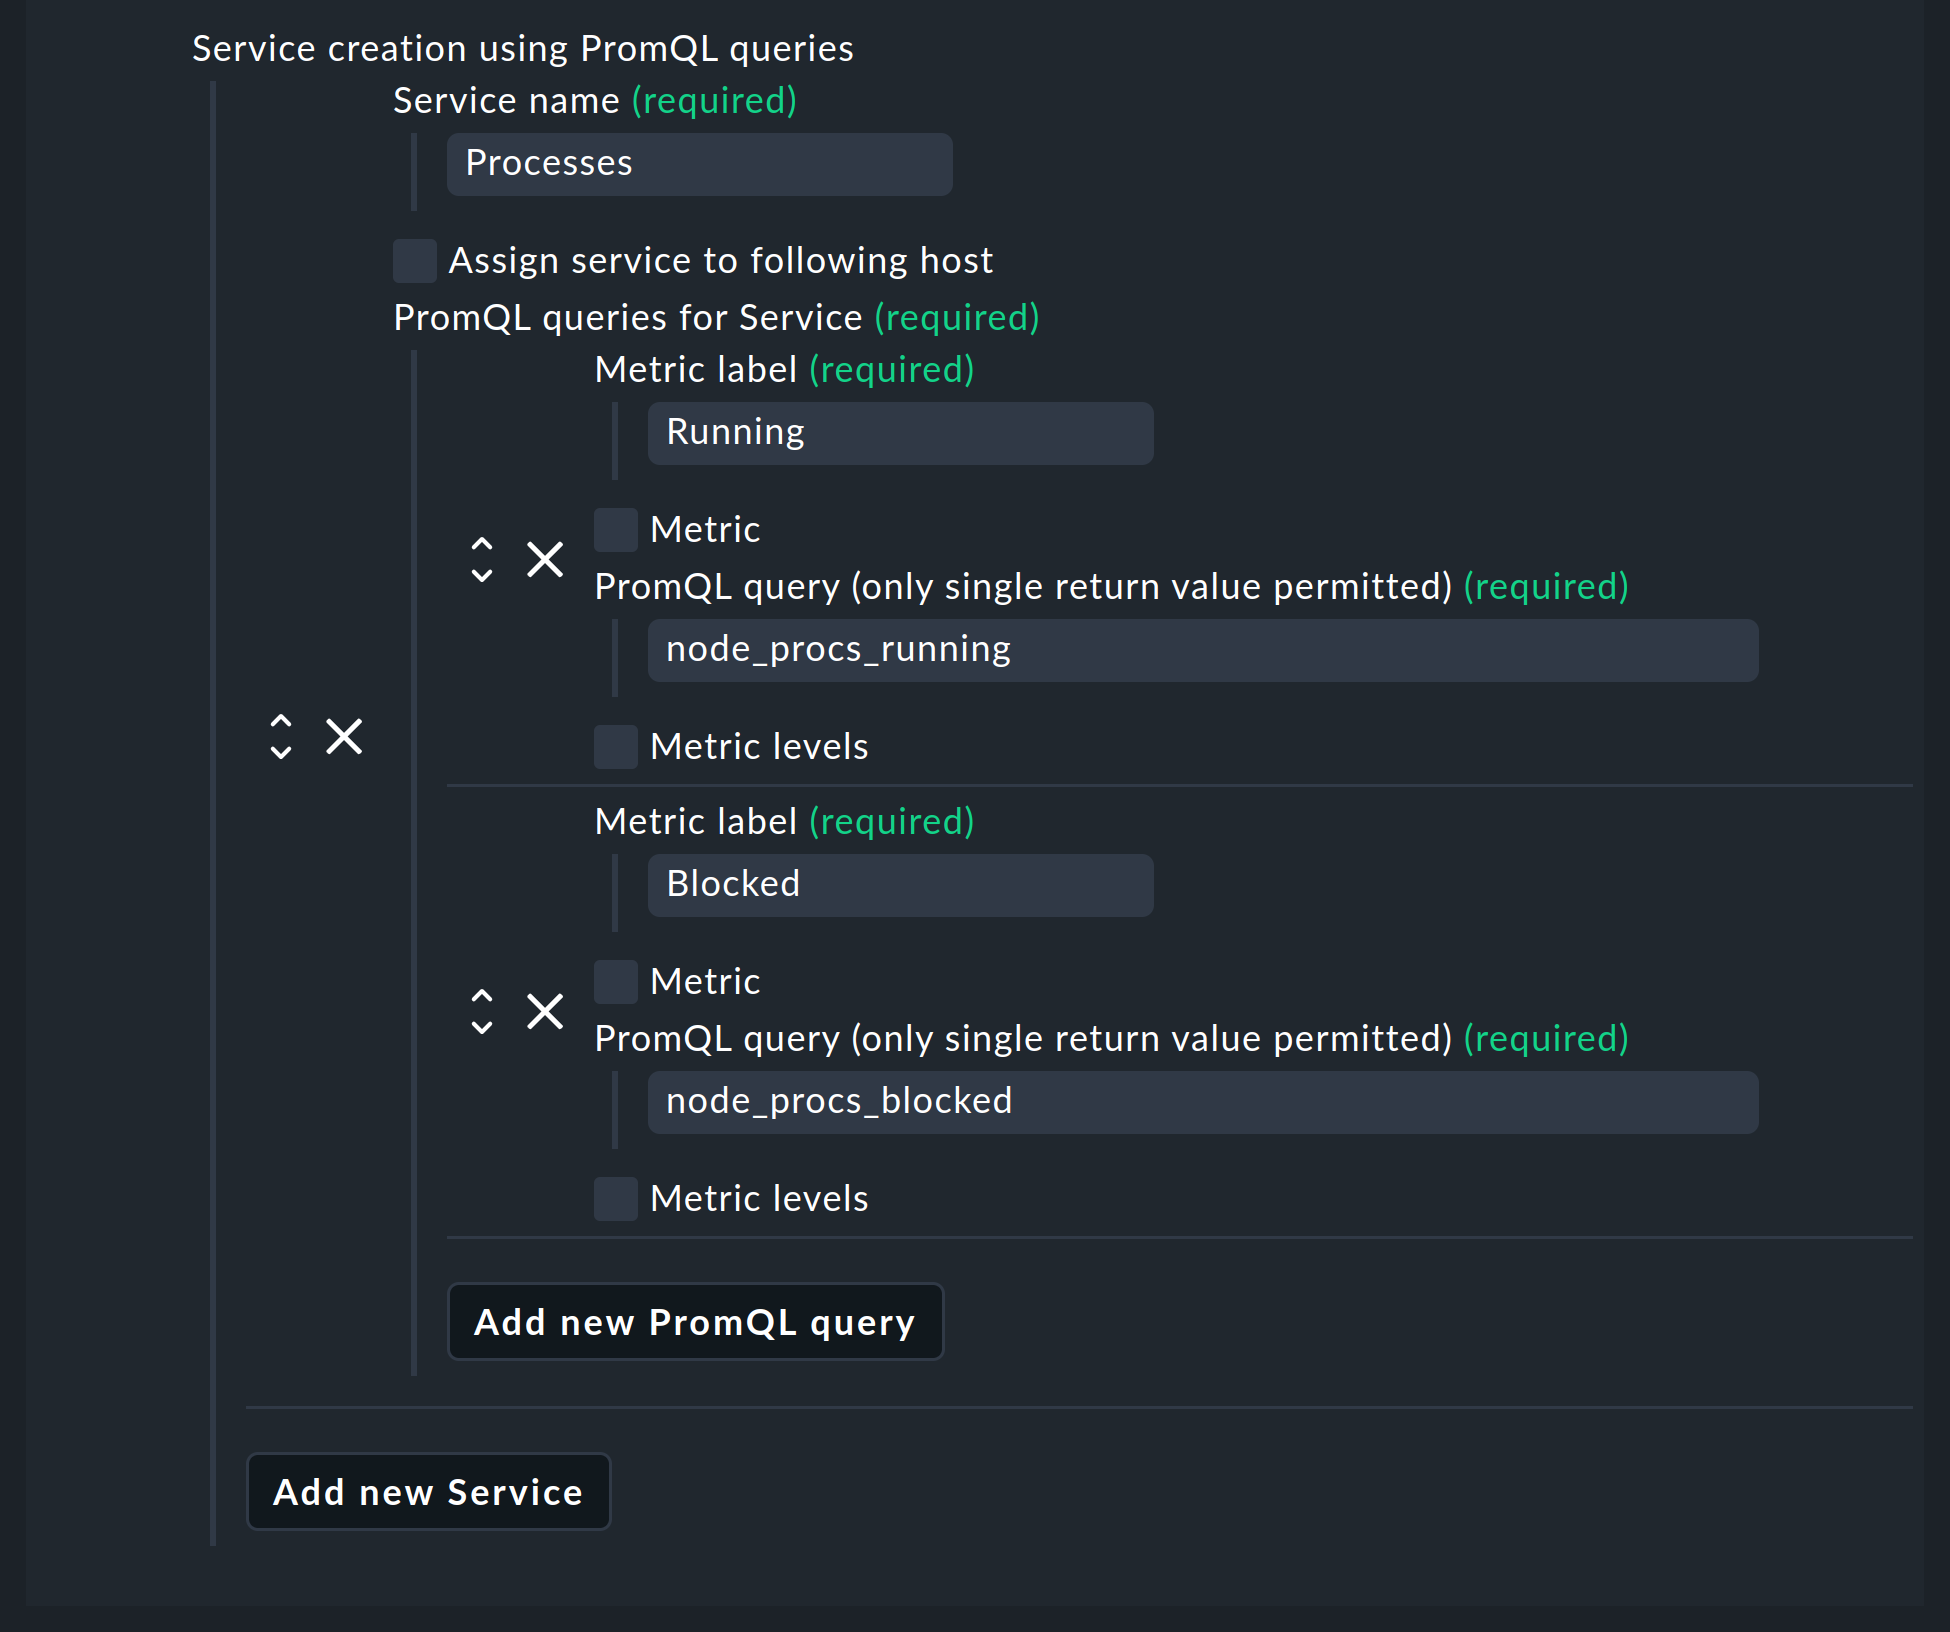 Service creation using PromQL queries
Service name (required)
Processes
Assign service to following host
PromQL queries for Service (required)
Metric label (required)
Running
Metric
PromQL query (only single return value permitted) (required)
node_procs_running
Metric levels
Metric label (required)
Blocked
Metric
PromQL query (only single return value permitted) (required)
node_procs_blocked
Metric levels
Add new PromQL query
Add new Service